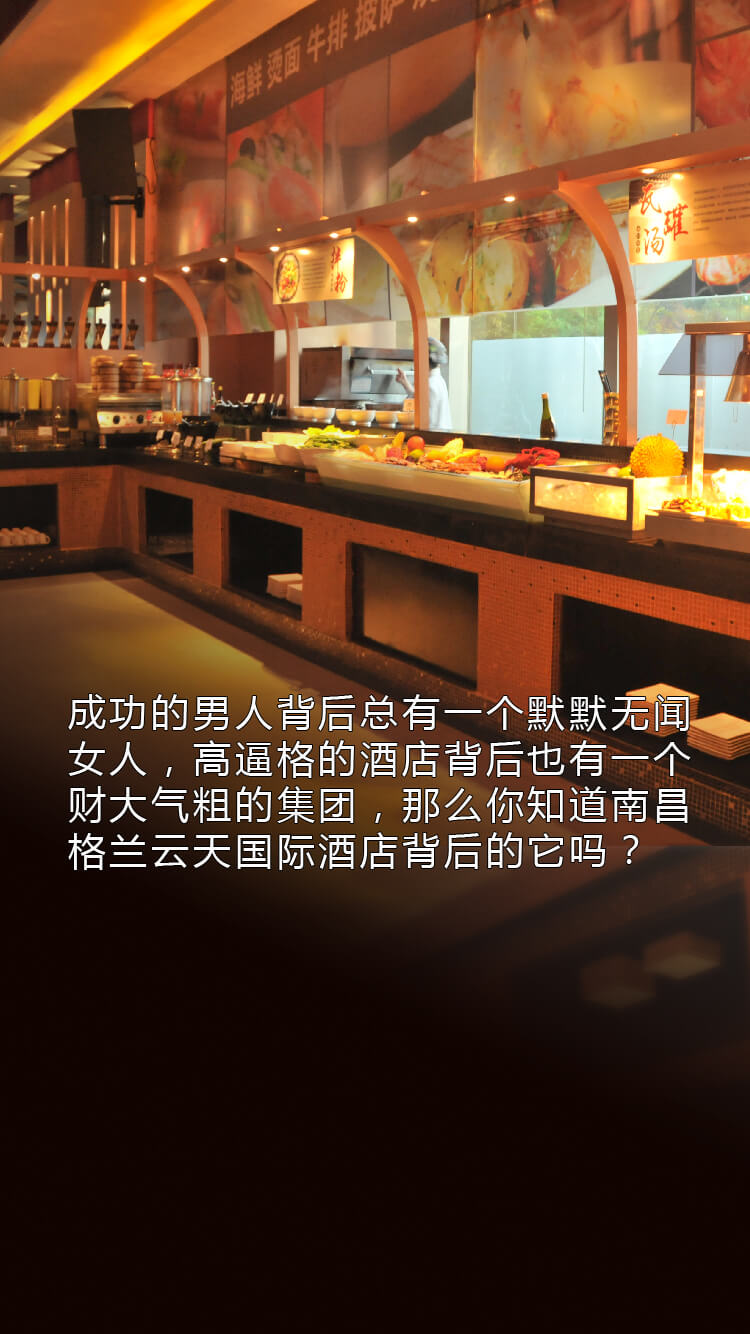 海鲜 烫面 牛排 披萨
瓦罐
汤
拌粉
成功的男人背后总有一个默默无闻
女人，高逼格的酒店背后也有一个
财大气粗的集团，那么你知道南昌
格兰云天国际酒店背后的它吗？